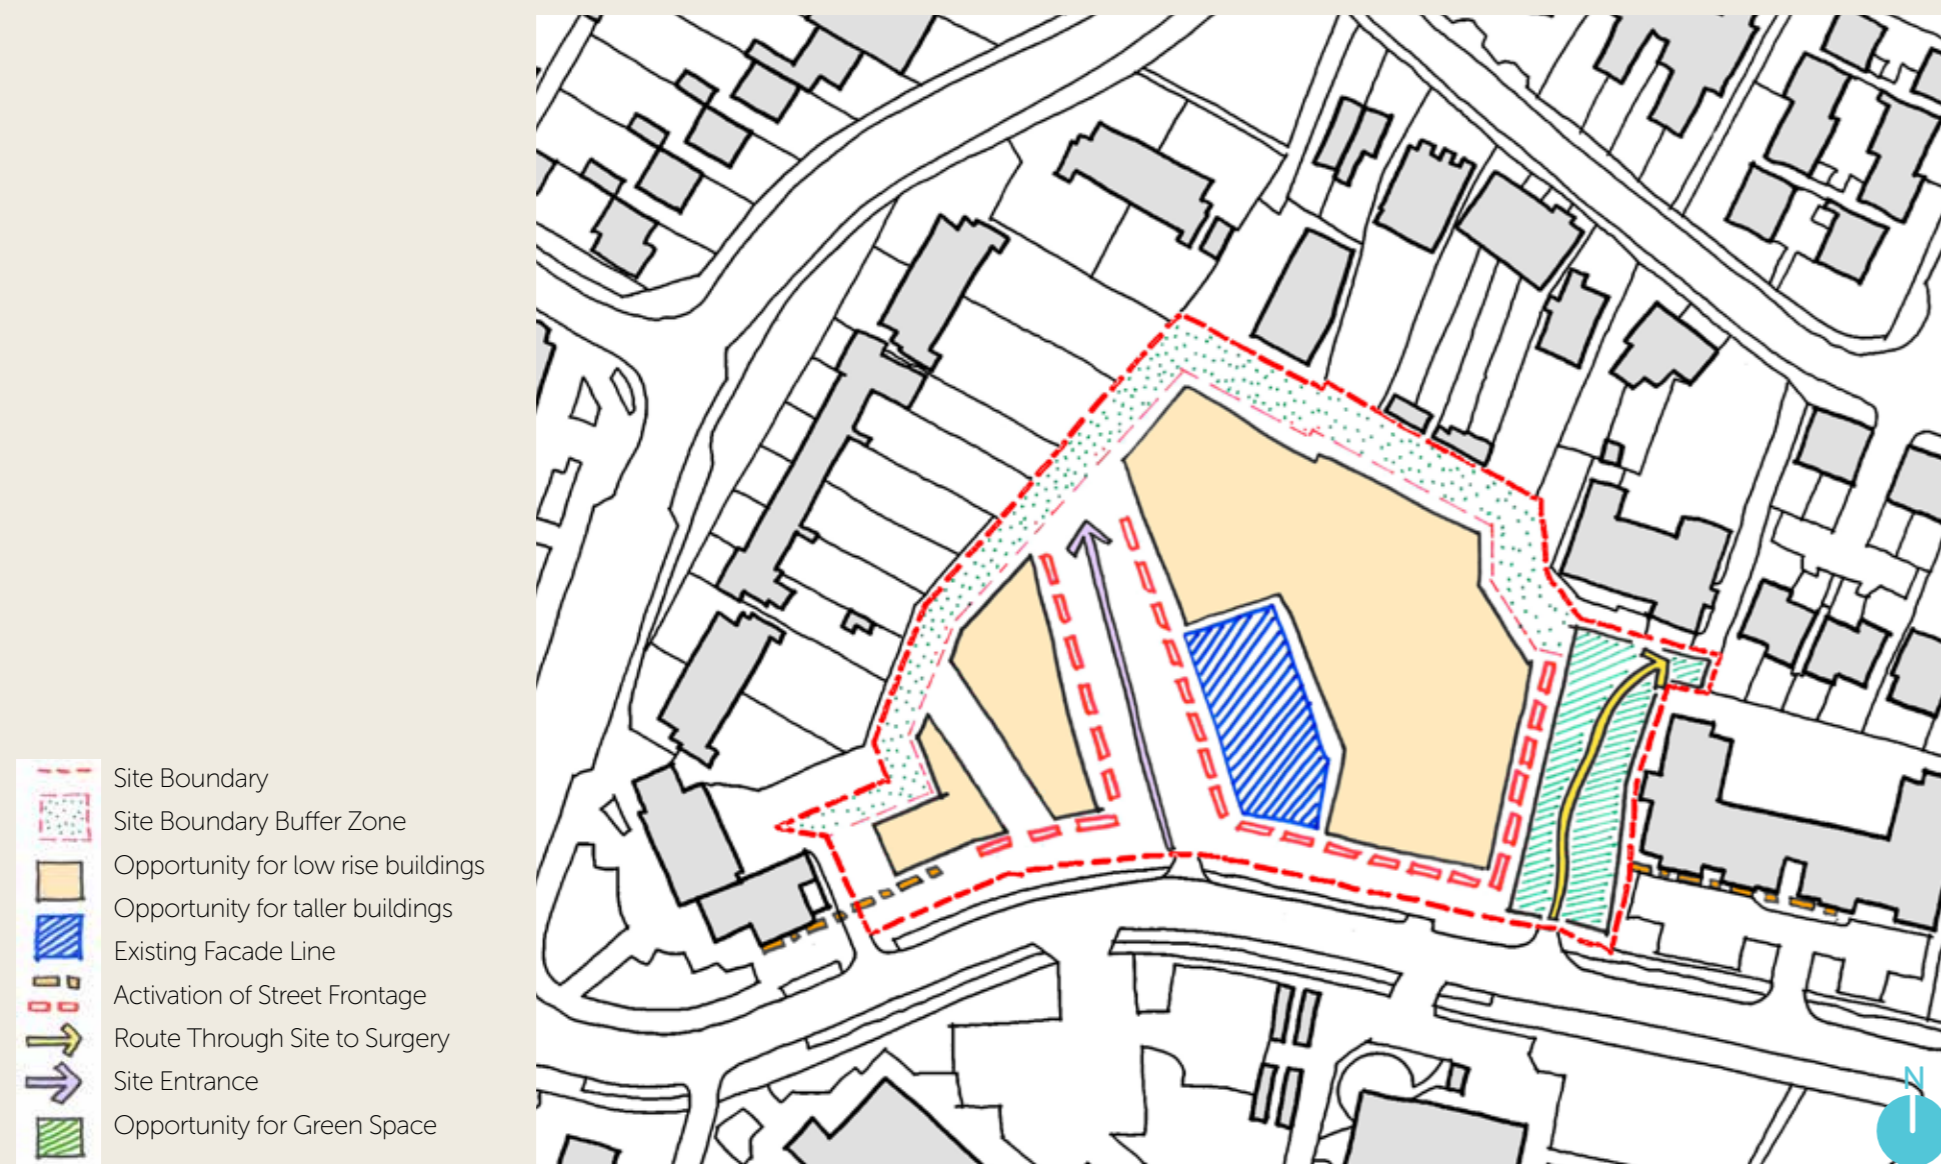 Site Boundary
Site Boundary Buffer Zone
Opportunity for low rise buildings
Opportunity for taller buildings
Existing Facade Line
Activation of Street Frontage
Route Through Site to Surgery
Site Entrance
Opportunity for Green Space
N